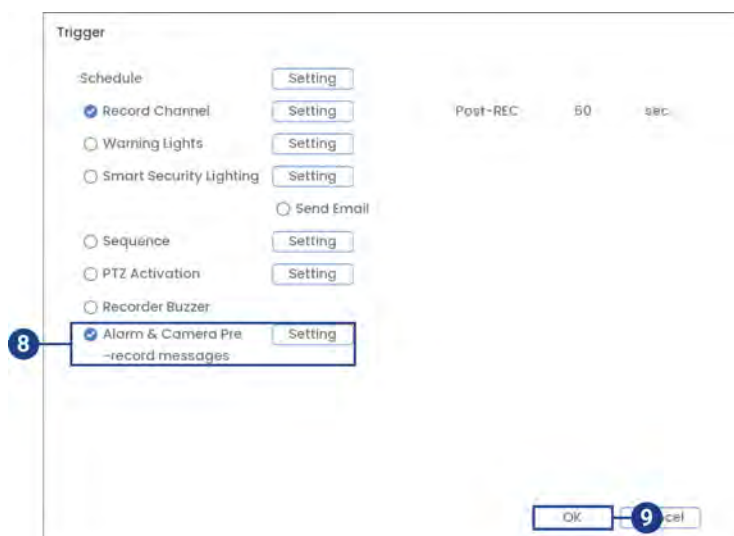 Trigger
Schedule Setting
Record Channel Setting Post-REC 60 sec.
Warning Lights Setting
Smart Security Lighting Setting
Send Email
Sequence Setting
PTZ Activation Setting
Recorder Buzzer
8 Alarm & Camera Pre Setting
-record messages
OK 9 cel